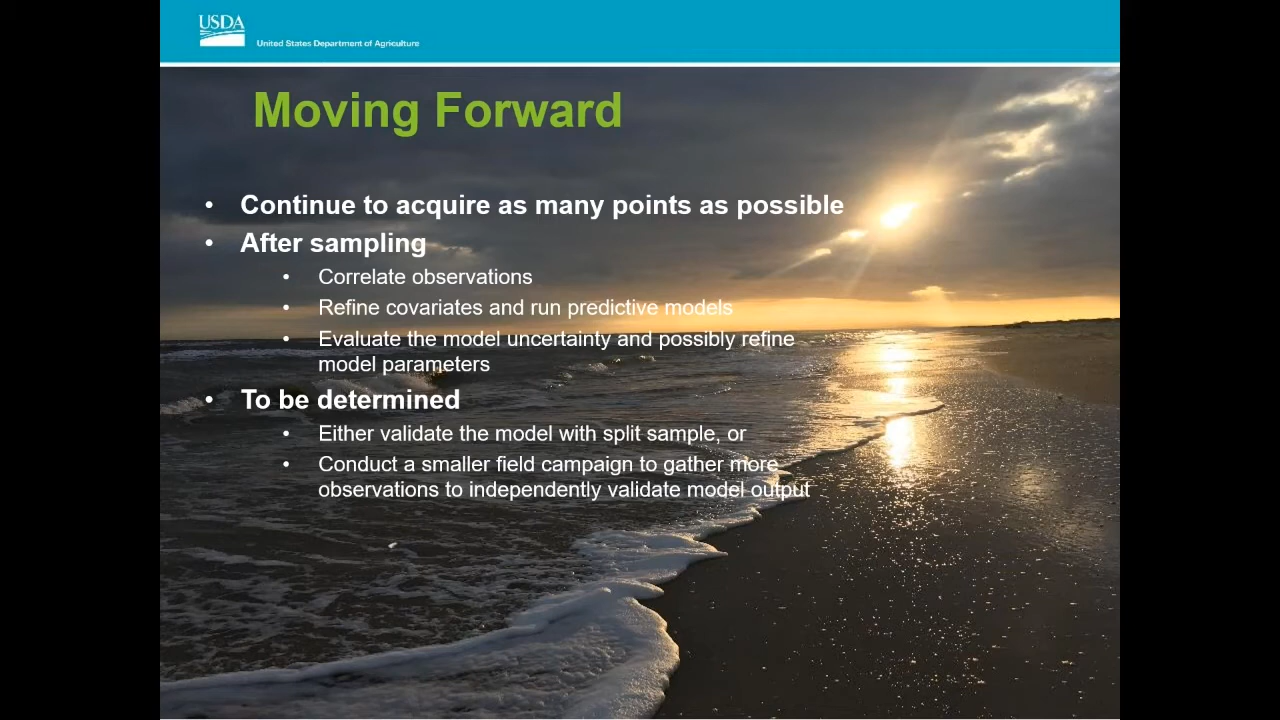 USDA
United States Department of Agriculture
Moving Forward
• Continue to acquire as many points as possible
• After sampling
• Correlate observations
• Refine covariates and run predictive models
• Evaluate the model uncertainty and possibly refine
model parameters
• To be determined
• Either validate the model with split sample, or
• Conduct a smaller field campaign to gather more
observations to independently validate model output